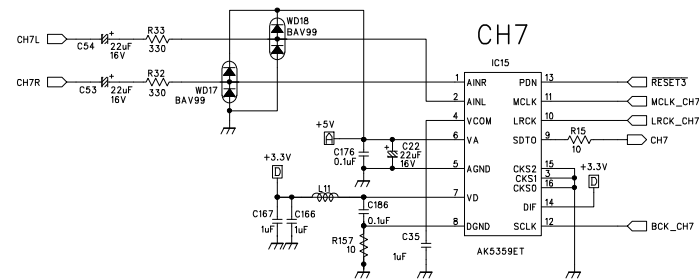 CH7
WD18
BAV99
R33
CH7L
C54
22uF
16V
330
IC15
R32
CH7R
C53
22uF
16V
330
WD17
BAV99
1 AINR PDN 13 RESET3
2 AINL MCLK 11 MCLK_CH7
4 VCOM LRCK 10 LRCK_CH7
+5V
A
6 VA SDTO 9 R15 10 CH7
C176
0.1uF
C22
22uF
16V
5 AGND CKS2 15
CKS1 3
CKS0 16
+3.3V
D
+3.3V
D
L11
7 VD DIF 14
C186
0.1uF
C167
1uF
C166
1uF
8 DGND SCLK 12 BCK_CH7
R157
10
C35
1uF
AK5359ET